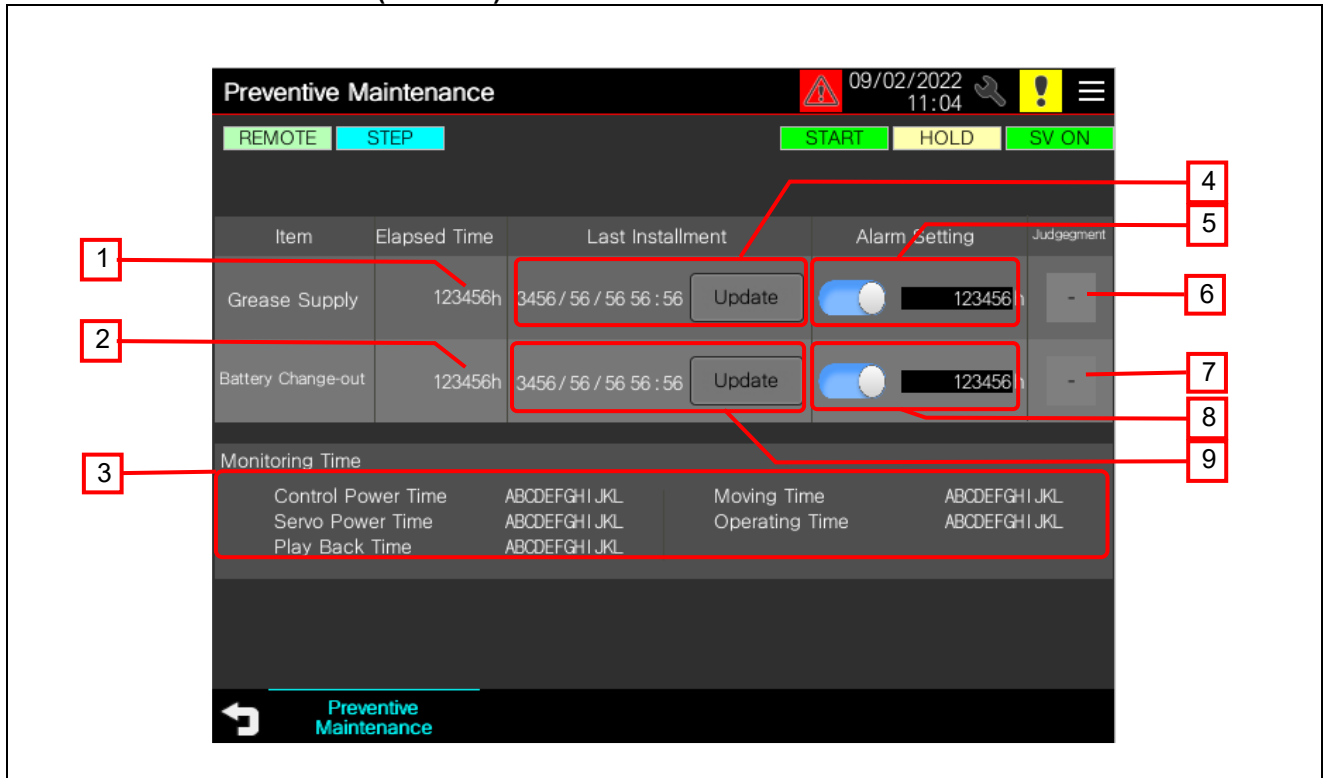 Preventive Maintenance 09/02/2022
11:04
REMOTE STEP START HOLD SV ON
4
Item Elapsed Time Last Installment Alarm Setting Judgegment 5
1
Grease Supply 123456h 3456/56/56 56:56 Update 123456h - 6
2
Battery Change-out 123456h 3456/56/56 56:56 Update 123456h - 7
8
Monitoring Time 9
3
Control Power Time ABCDEFGHIJKL Moving Time ABCDEFGHIJKL
Servo Power Time ABCDEFGHIJKL Operating Time ABCDEFGHIJKL
Play Back Time ABCDEFGHIJKL
Preventive
Maintenance